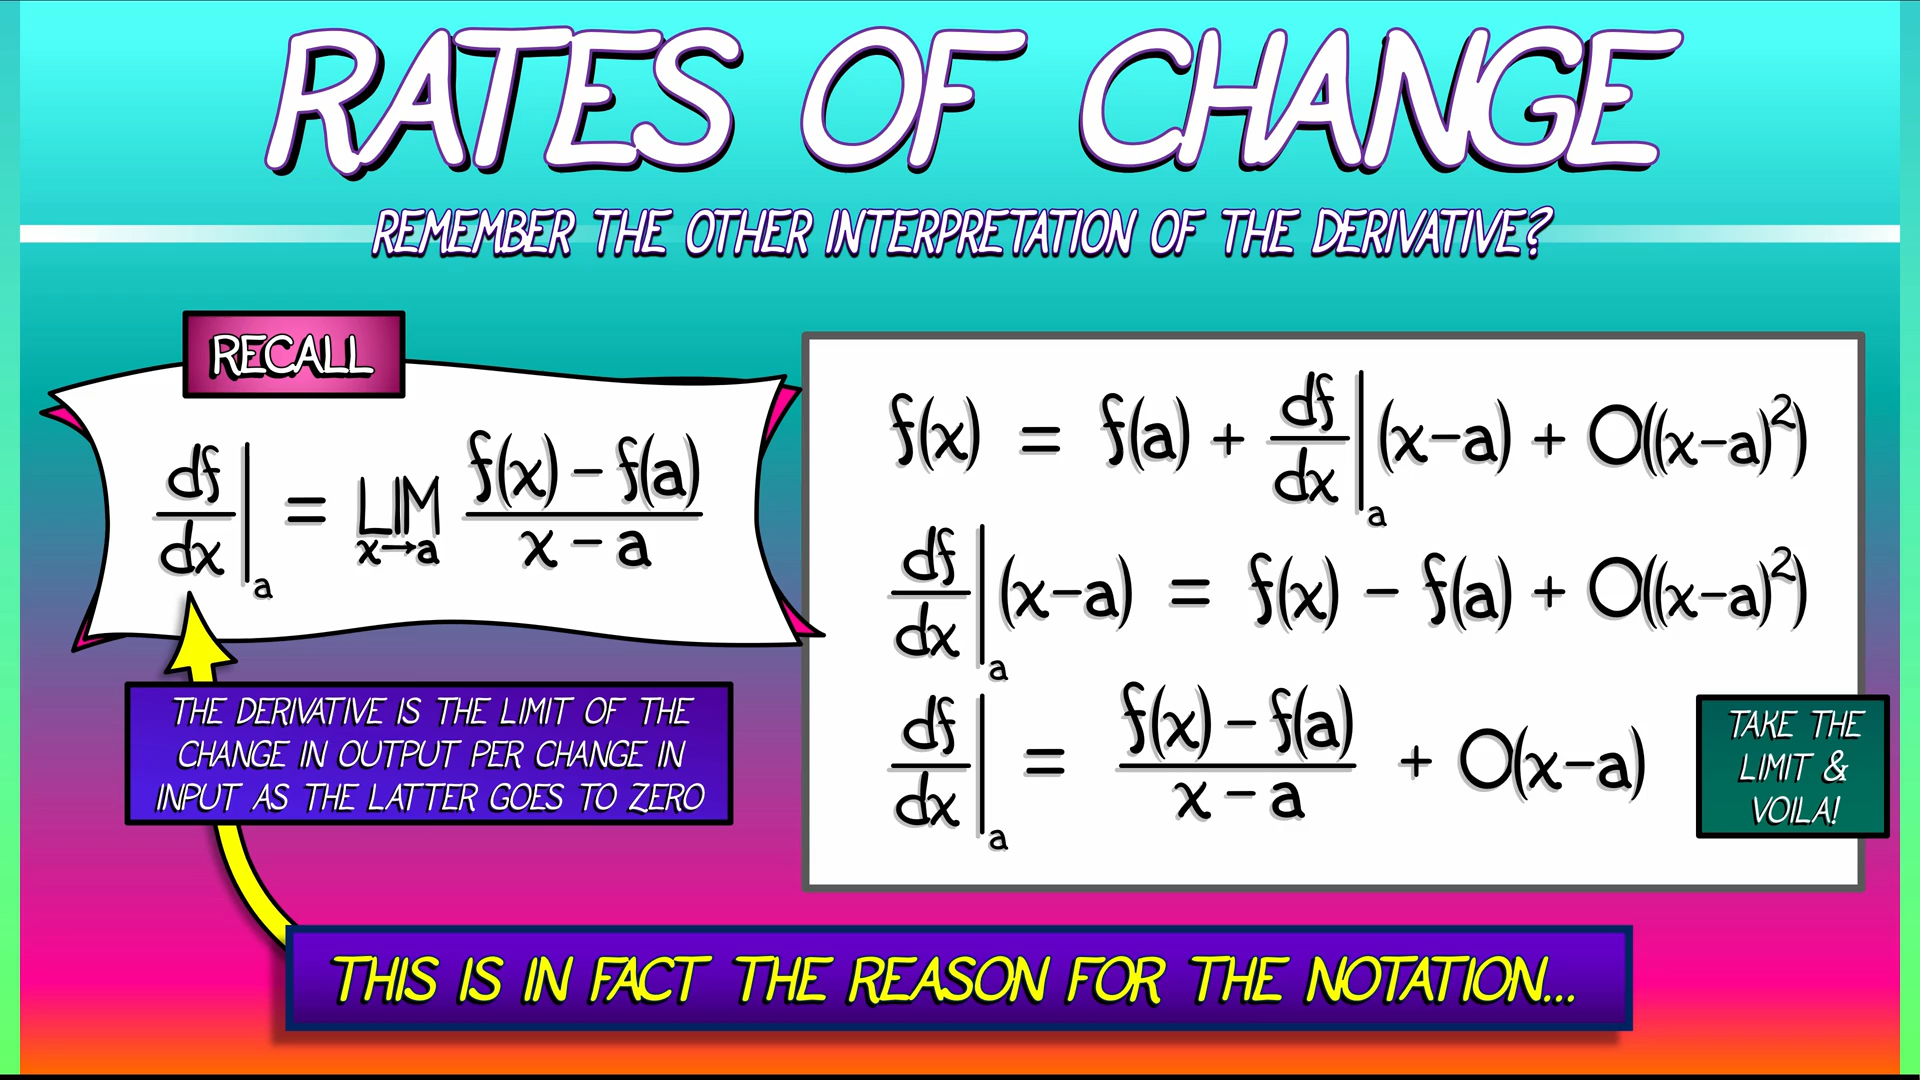 RATES OF CHANGE
REMEMBER THE OTHER INTERPRETATION OF THE DERIVATIVE?
RECALL
df/dx|a = LIM x→a (f(x) − f(a))/(x − a)
THE DERIVATIVE IS THE LIMIT OF THE
CHANGE IN OUTPUT PER CHANGE IN
INPUT AS THE LATTER GOES TO ZERO
f(x) = f(a) + df/dx|a (x−a) + O((x−a)²)
df/dx|a (x−a) = f(x) − f(a) + O((x−a)²)
df/dx|a = (f(x) − f(a))/(x − a) + O(x−a)
TAKE THE
LIMIT &
VOILA!
THIS IS IN FACT THE REASON FOR THE NOTATION...